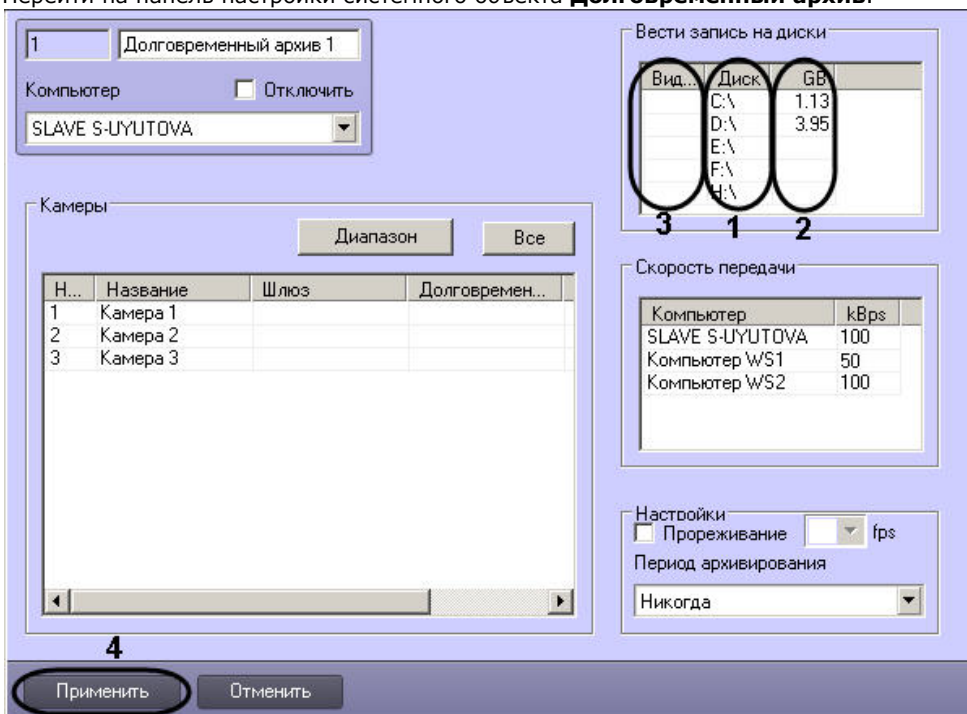 Перейти на панель настройки системного объекта Долговременный архив.
1 Долговременный архив 1
Компьютер Отключить
SLAVE S-UYUTOVA
Вести запись на диски
Вид... Диск GB
C:\ 1.13
D:\ 3.95
E:\
F:\
H:\
3 1 2
Камеры
Диапазон Все
Н... Название Шлюз Долговремен...
1 Камера 1
2 Камера 2
3 Камера 3
Скорость передачи
Компьютер kBps
SLAVE S-UYUTOVA 100
Компьютер WS1 50
Компьютер WS2 100
Настройки
Прореживание fps
Период архивирования
Никогда
4
Применить Отменить